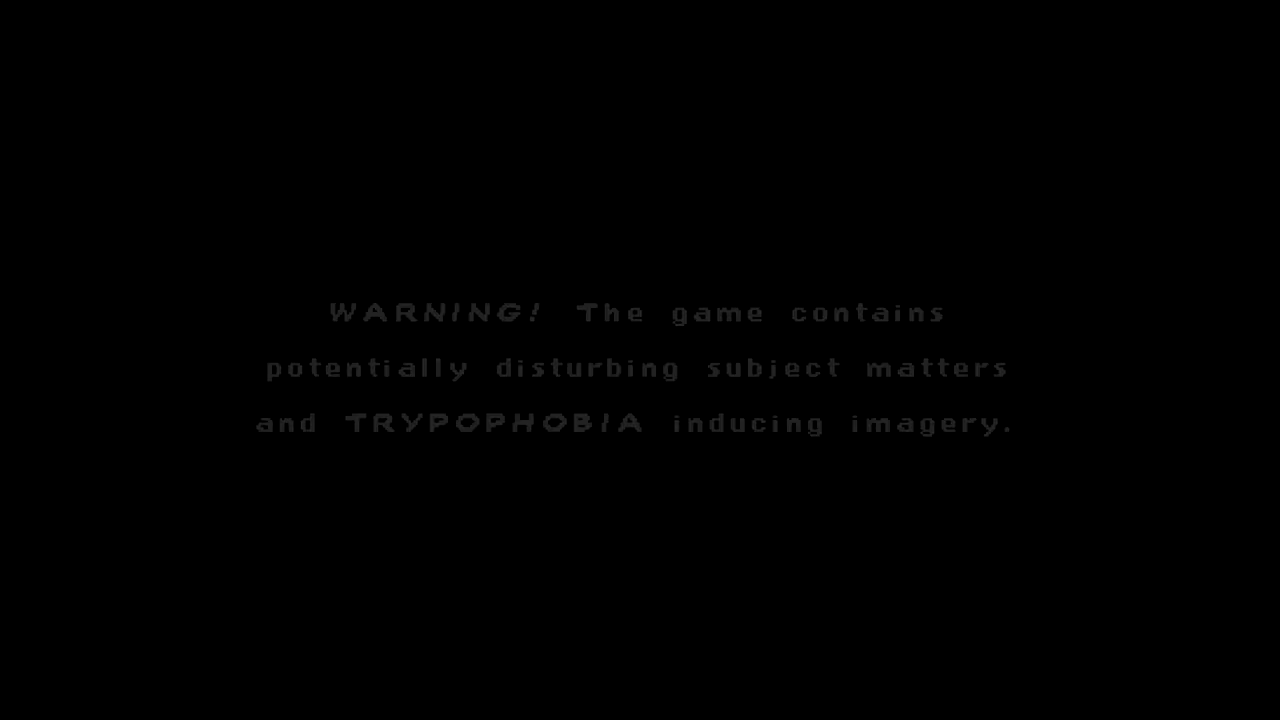 WARNING! The game contains
potentially disturbing subject matters
and TRYPOPHOBIA inducing imagery.